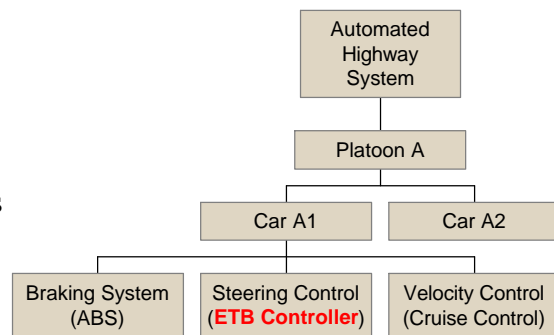 Automated
Highway
System
Platoon A
Car A1
Car A2
Braking System
(ABS)
Steering Control
(ETB Controller)
Velocity Control
(Cruise Control)